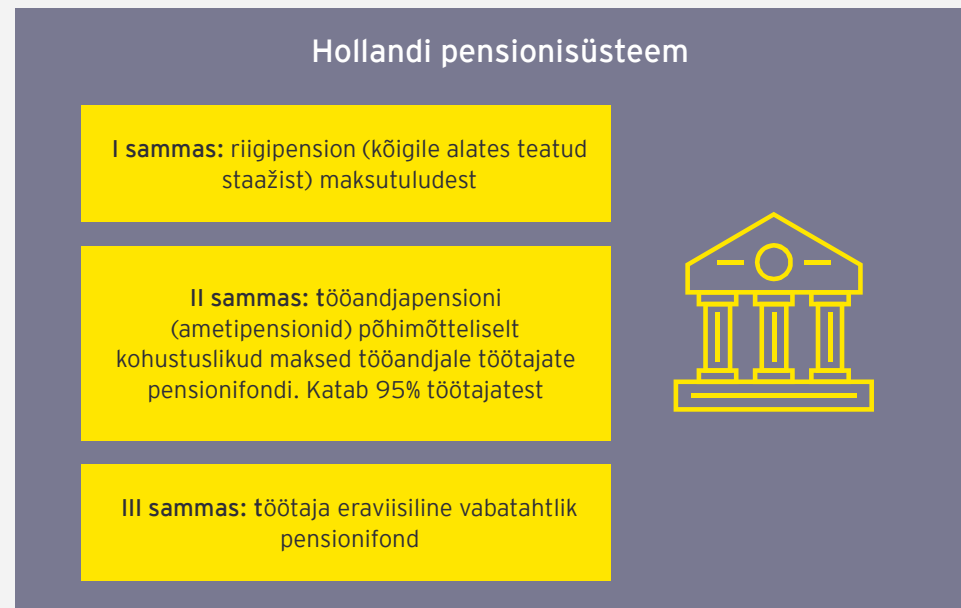 Hollandi pensionisüsteem
I sammas: riigipension (kõigile alates teatud
staažist) maksutuludest
II sammas: tööandjapensioni
(ametipensionid) põhimõtteliselt
kohustuslikud maksed tööandjale töötajate
pensionifondi. Katab 95% töötajatest
III sammas: töötaja eraviisiline vabatahtlik
pensionifond